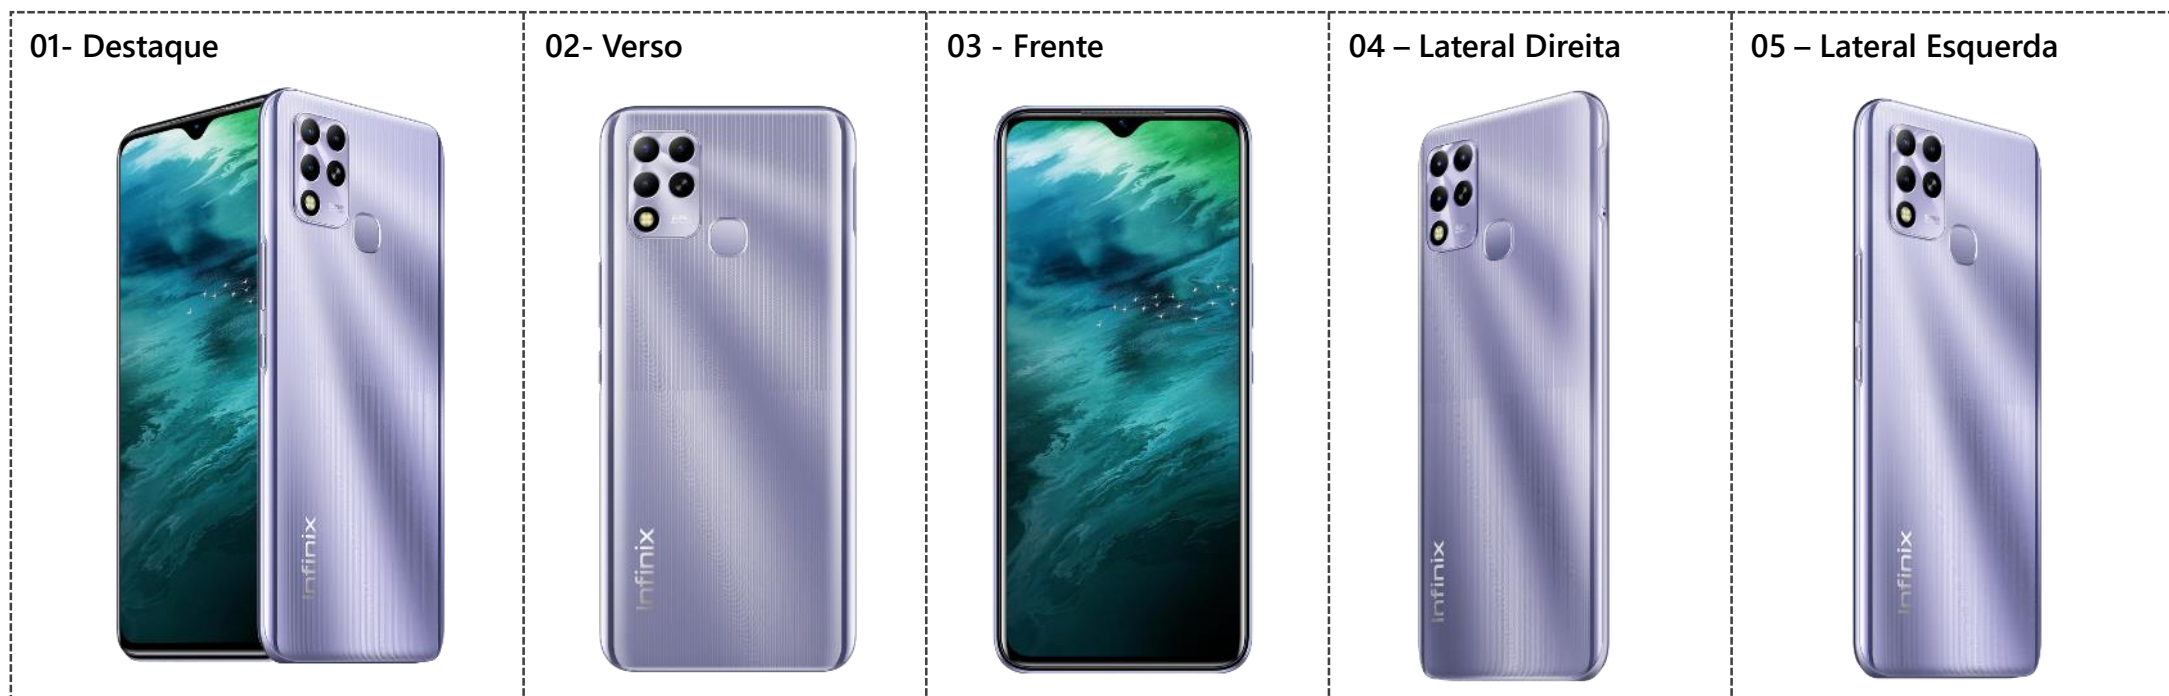 01- Destaque
02- Verso
03 - Frente
04 – Lateral Direita
05 – Lateral Esquerda
Infinix
Infinix
Infinix
Infinix